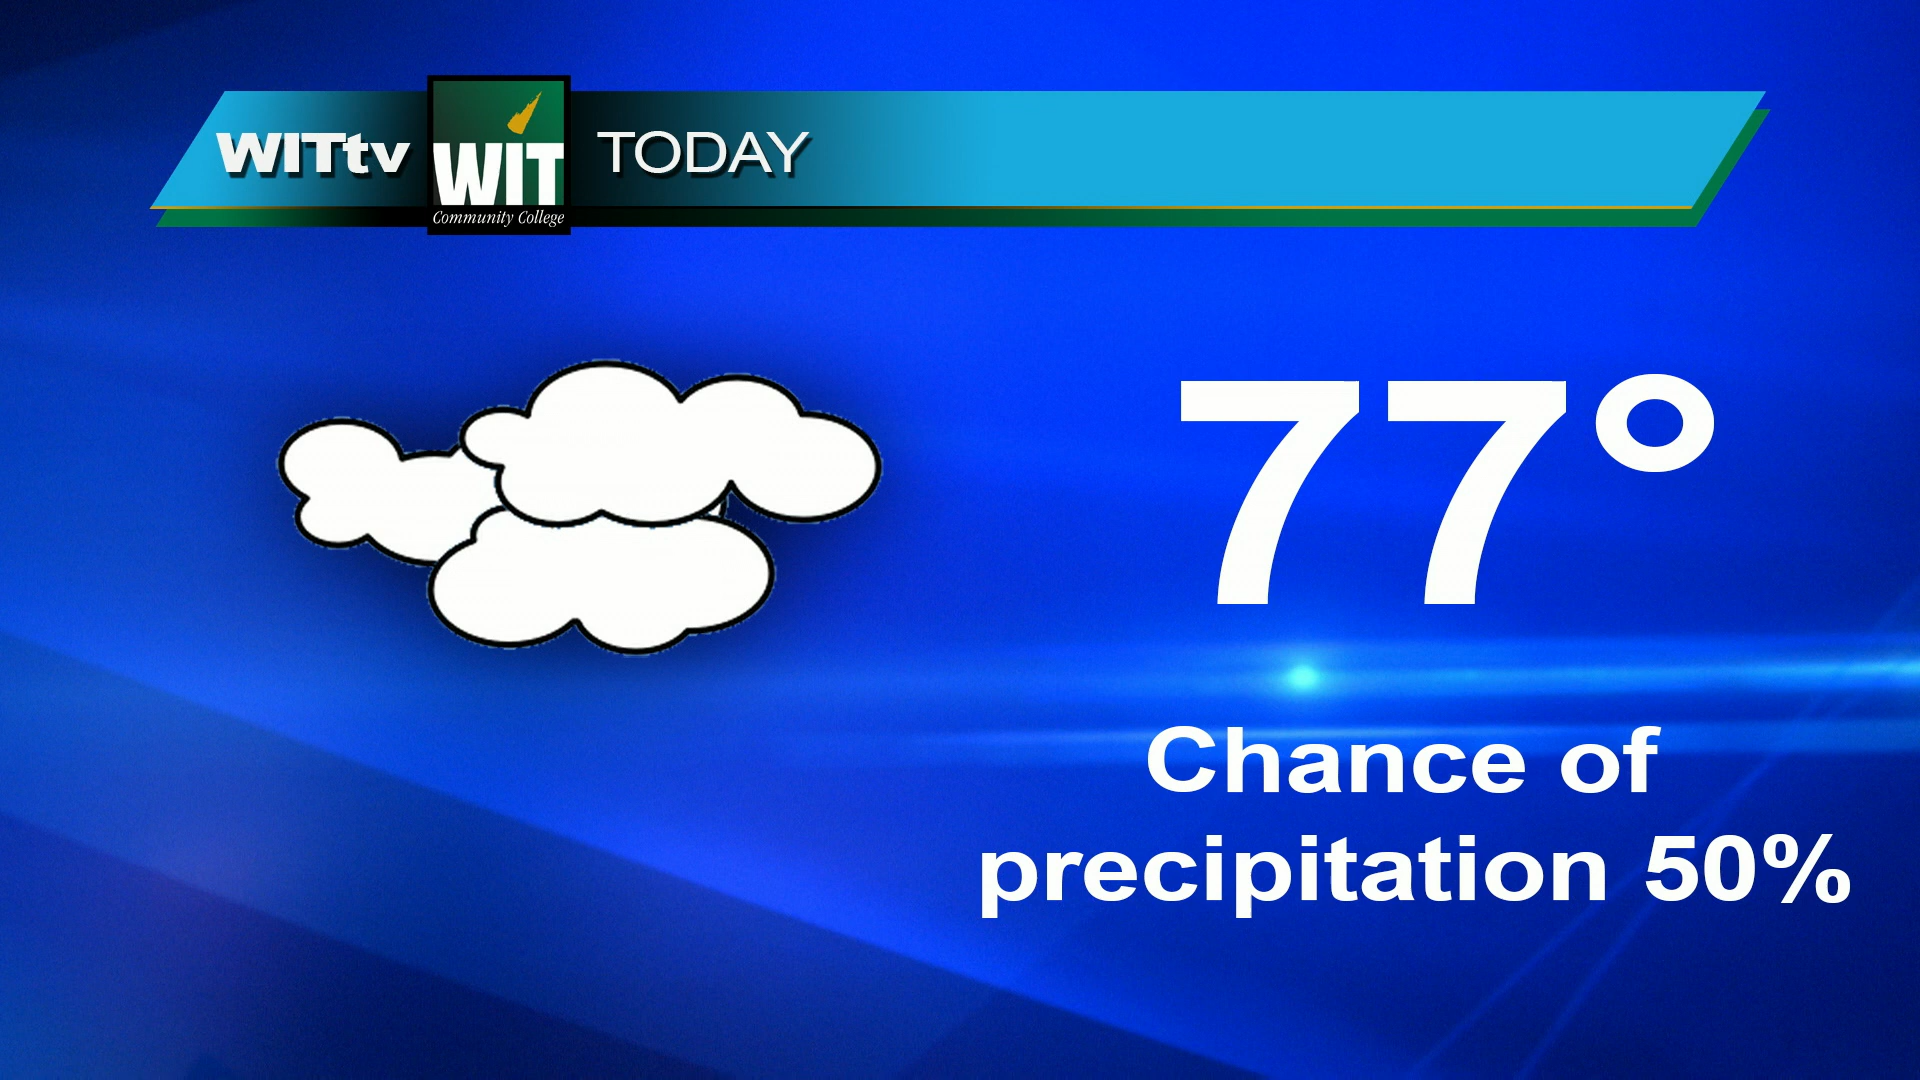 WITtv WIT TODAY
Community College
77°
Chance of
precipitation 50%